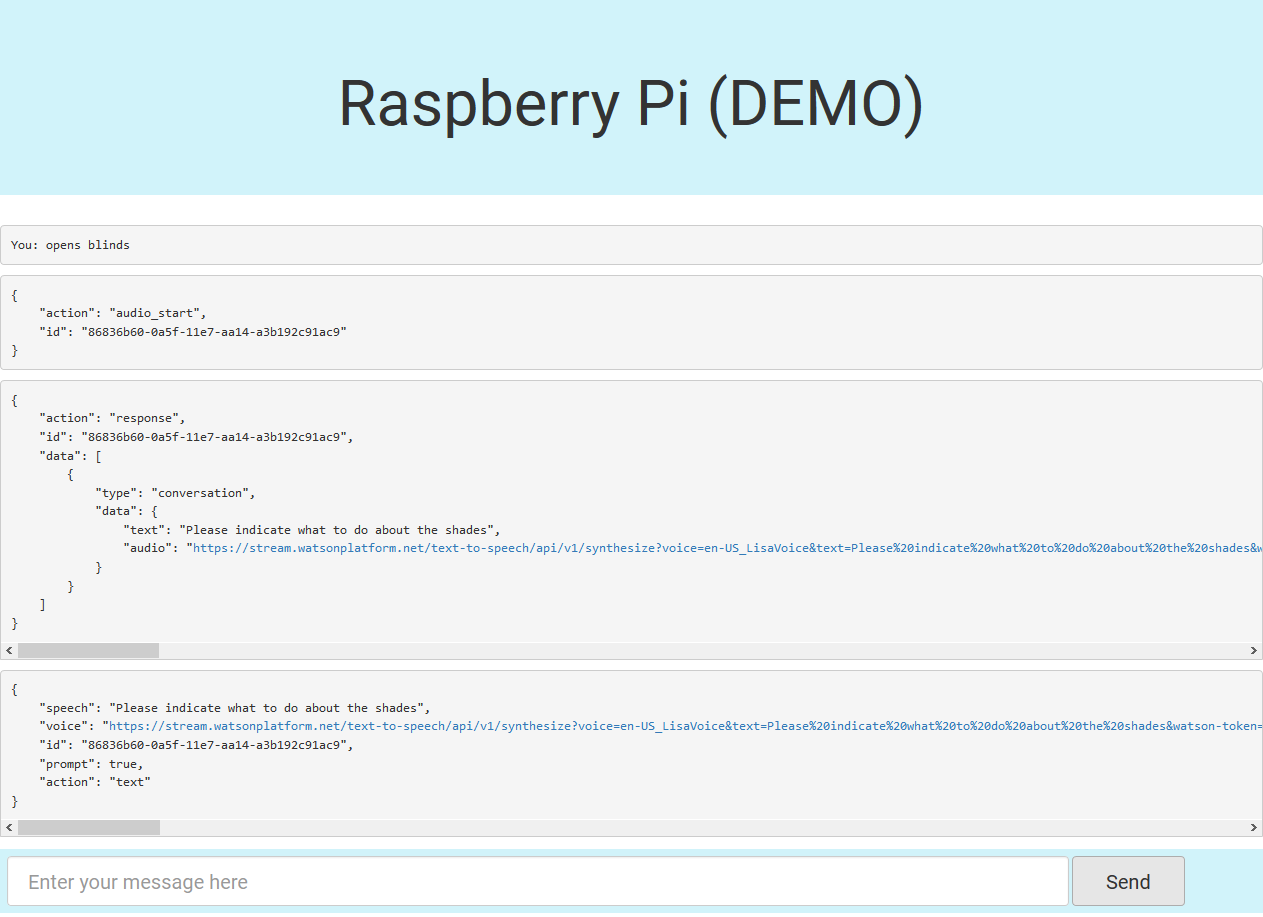 Raspberry Pi (DEMO)
You: opens blinds
{
    "action": "audio_start",
    "id": "86836b60-0a5f-11e7-aa14-a3b192c91ac9"
}
{
    "action": "response",
    "id": "86836b60-0a5f-11e7-aa14-a3b192c91ac9",
    "data": [
        {
            "type": "conversation",
            "data": {
                "text": "Please indicate what to do about the shades",
                "audio": "https://stream.watsonplatform.net/text-to-speech/api/v1/synthesize?voice=en-US_LisaVoice&text=Please%20indicate%20what%20to%20do%20about%20the%20shades&w
            }
        }
    ]
}
{
    "speech": "Please indicate what to do about the shades",
    "voice": "https://stream.watsonplatform.net/text-to-speech/api/v1/synthesize?voice=en-US_LisaVoice&text=Please%20indicate%20what%20to%20do%20about%20the%20shades&watson-token=
    "id": "86836b60-0a5f-11e7-aa14-a3b192c91ac9",
    "prompt": true,
    "action": "text"
}
Enter your message here
Send